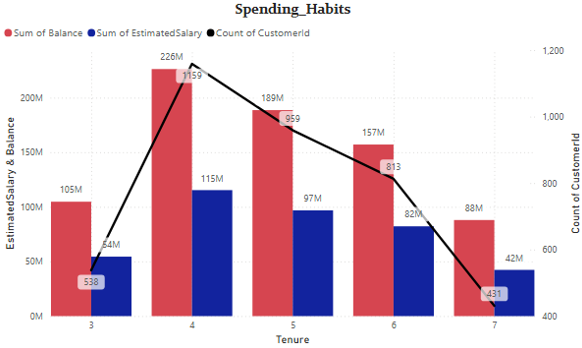 Spending_Habits
Sum of Balance Sum of EstimatedSalary Count of CustomerId
EstimatedSalary & Balance
200M
150M
100M
50M
0M
105M
54M
538
226M
1159
115M
189M
959
97M
157M
813
82M
88M
431
42M
1,200
1,000
800
600
400
Count of CustomerId
3 4 5 6 7
Tenure